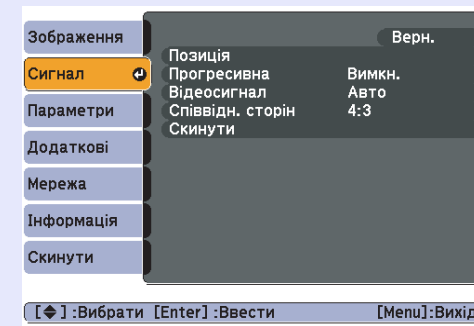 Зображення
Сигнал
Параметри
Додаткові
Мережа
Інформація
Скинути
Верн.
Позиція
Прогресивна Вимкн.
Відеосигнал Авто
Співвідн. сторін 4:3
Скинути
[ ] :Вибрати [Enter] :Ввести [Menu]:Вихід